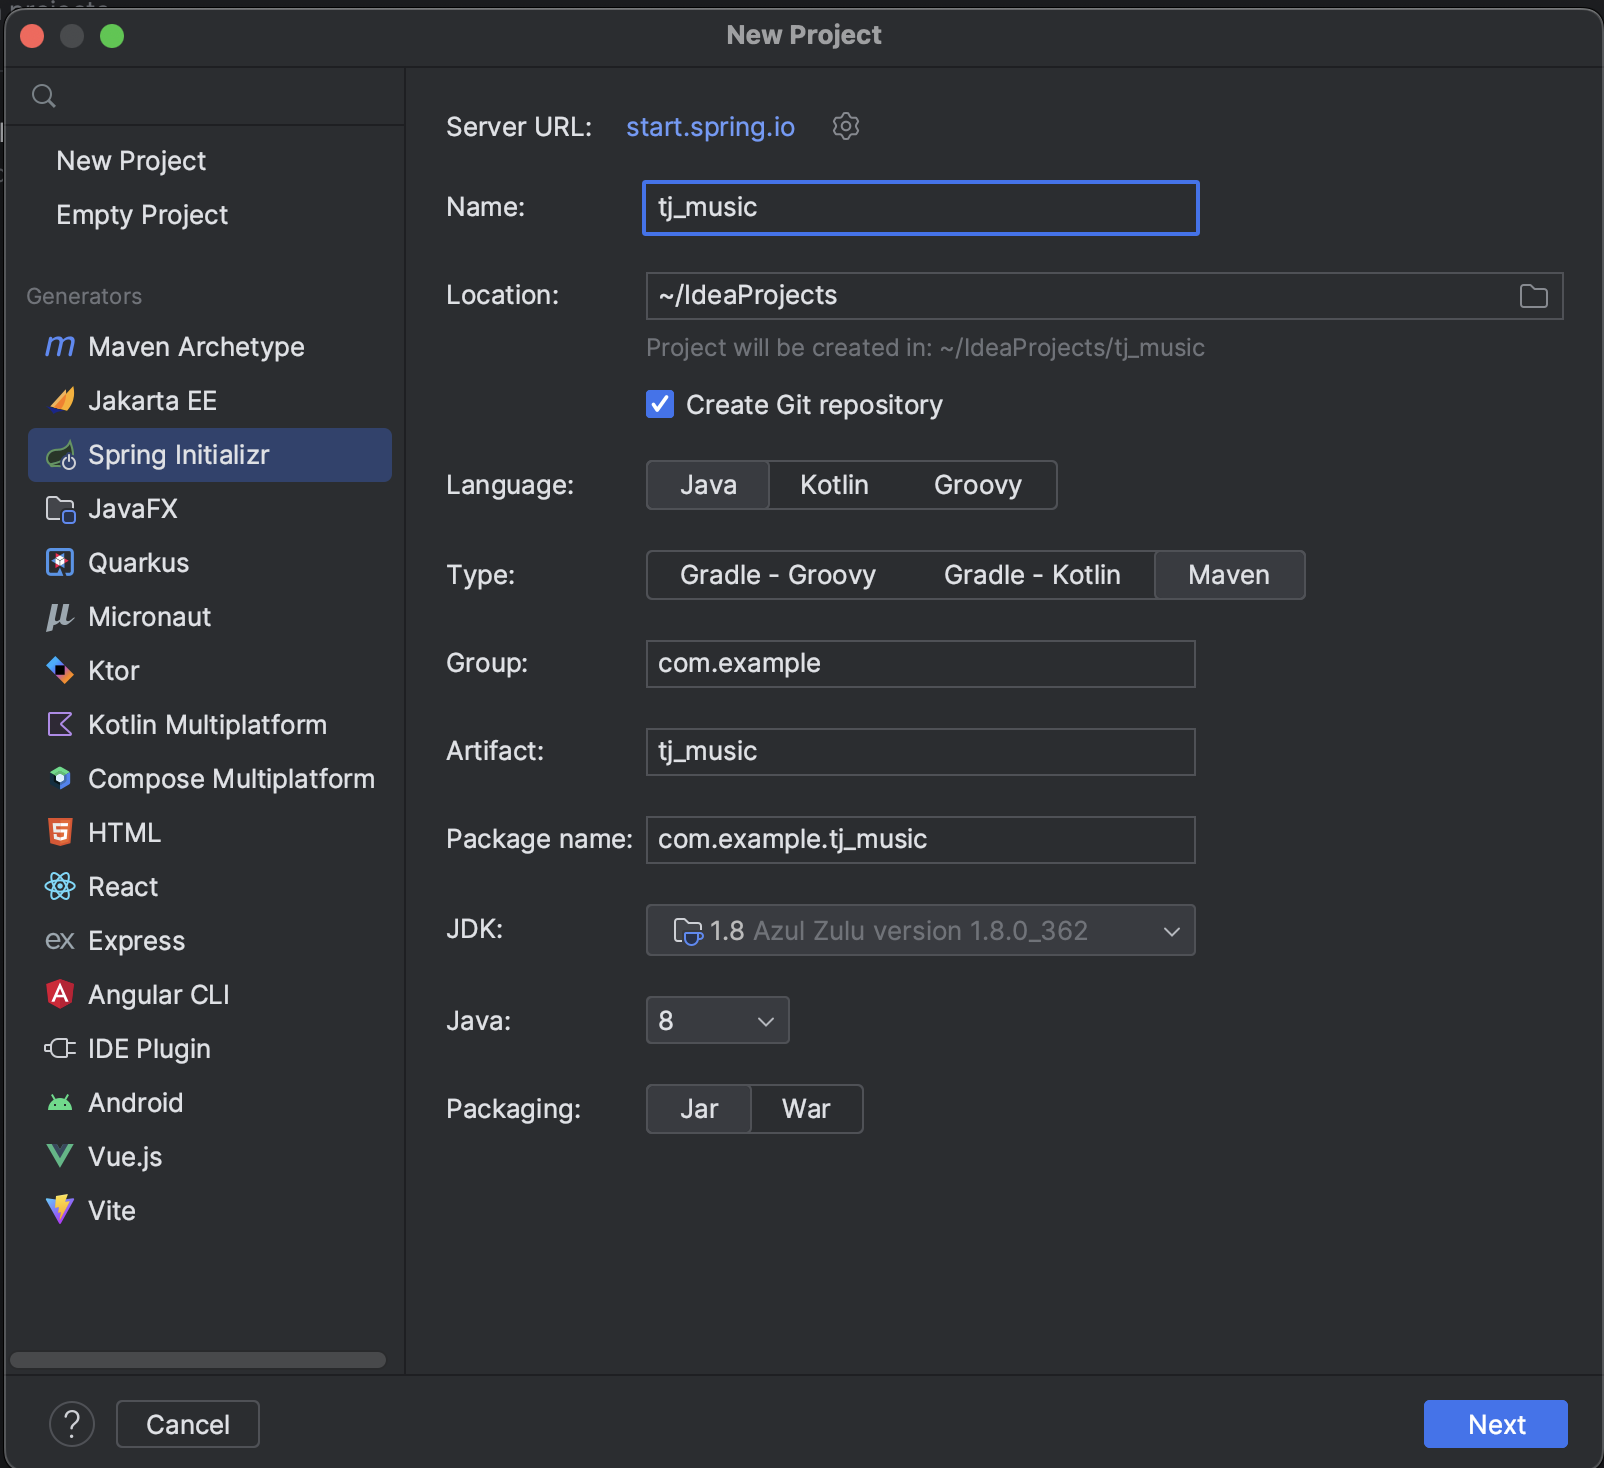 New Project
Server URL: start.spring.io
New Project
Empty Project
Generators
Maven Archetype
Jakarta EE
Spring Initializr
JavaFX
Quarkus
Micronaut
Ktor
Kotlin Multiplatform
Compose Multiplatform
HTML
React
ex Express
Angular CLI
IDE Plugin
Android
Vue.js
Vite
Name: tj_music
Location: ~/IdeaProjects
Project will be created in: ~/IdeaProjects/tj_music
Create Git repository
Language: Java Kotlin Groovy
Type: Gradle - Groovy Gradle - Kotlin Maven
Group: com.example
Artifact: tj_music
Package name: com.example.tj_music
JDK: 1.8 Azul Zulu version 1.8.0_362
Java: 8
Packaging: Jar War
? Cancel Next